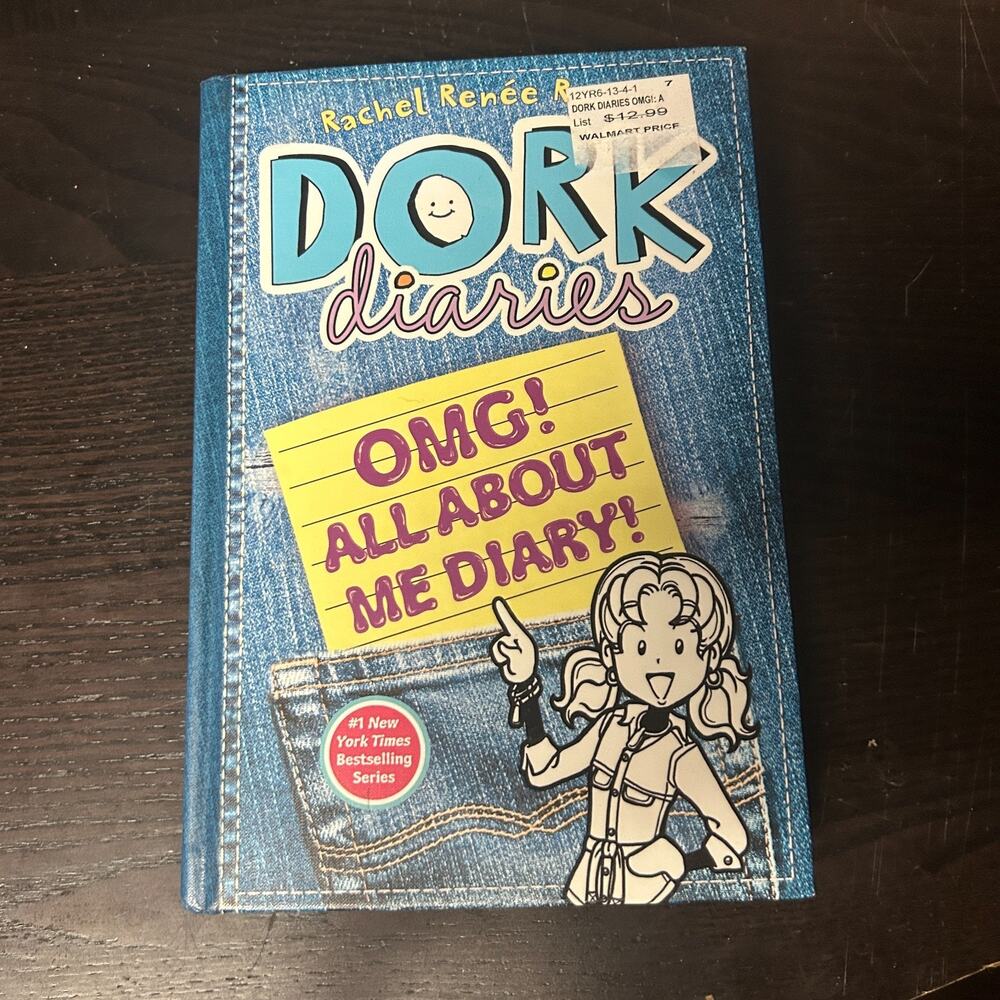 Rachel Renée
12YR6-13-4-1 7
DORK DIARIES OMG!: A
List $12.99
WALMART PRICE
DORK
diaries
OMG!
ALL ABOUT
ME DIARY!
#1 New
York Times
Bestselling
Series